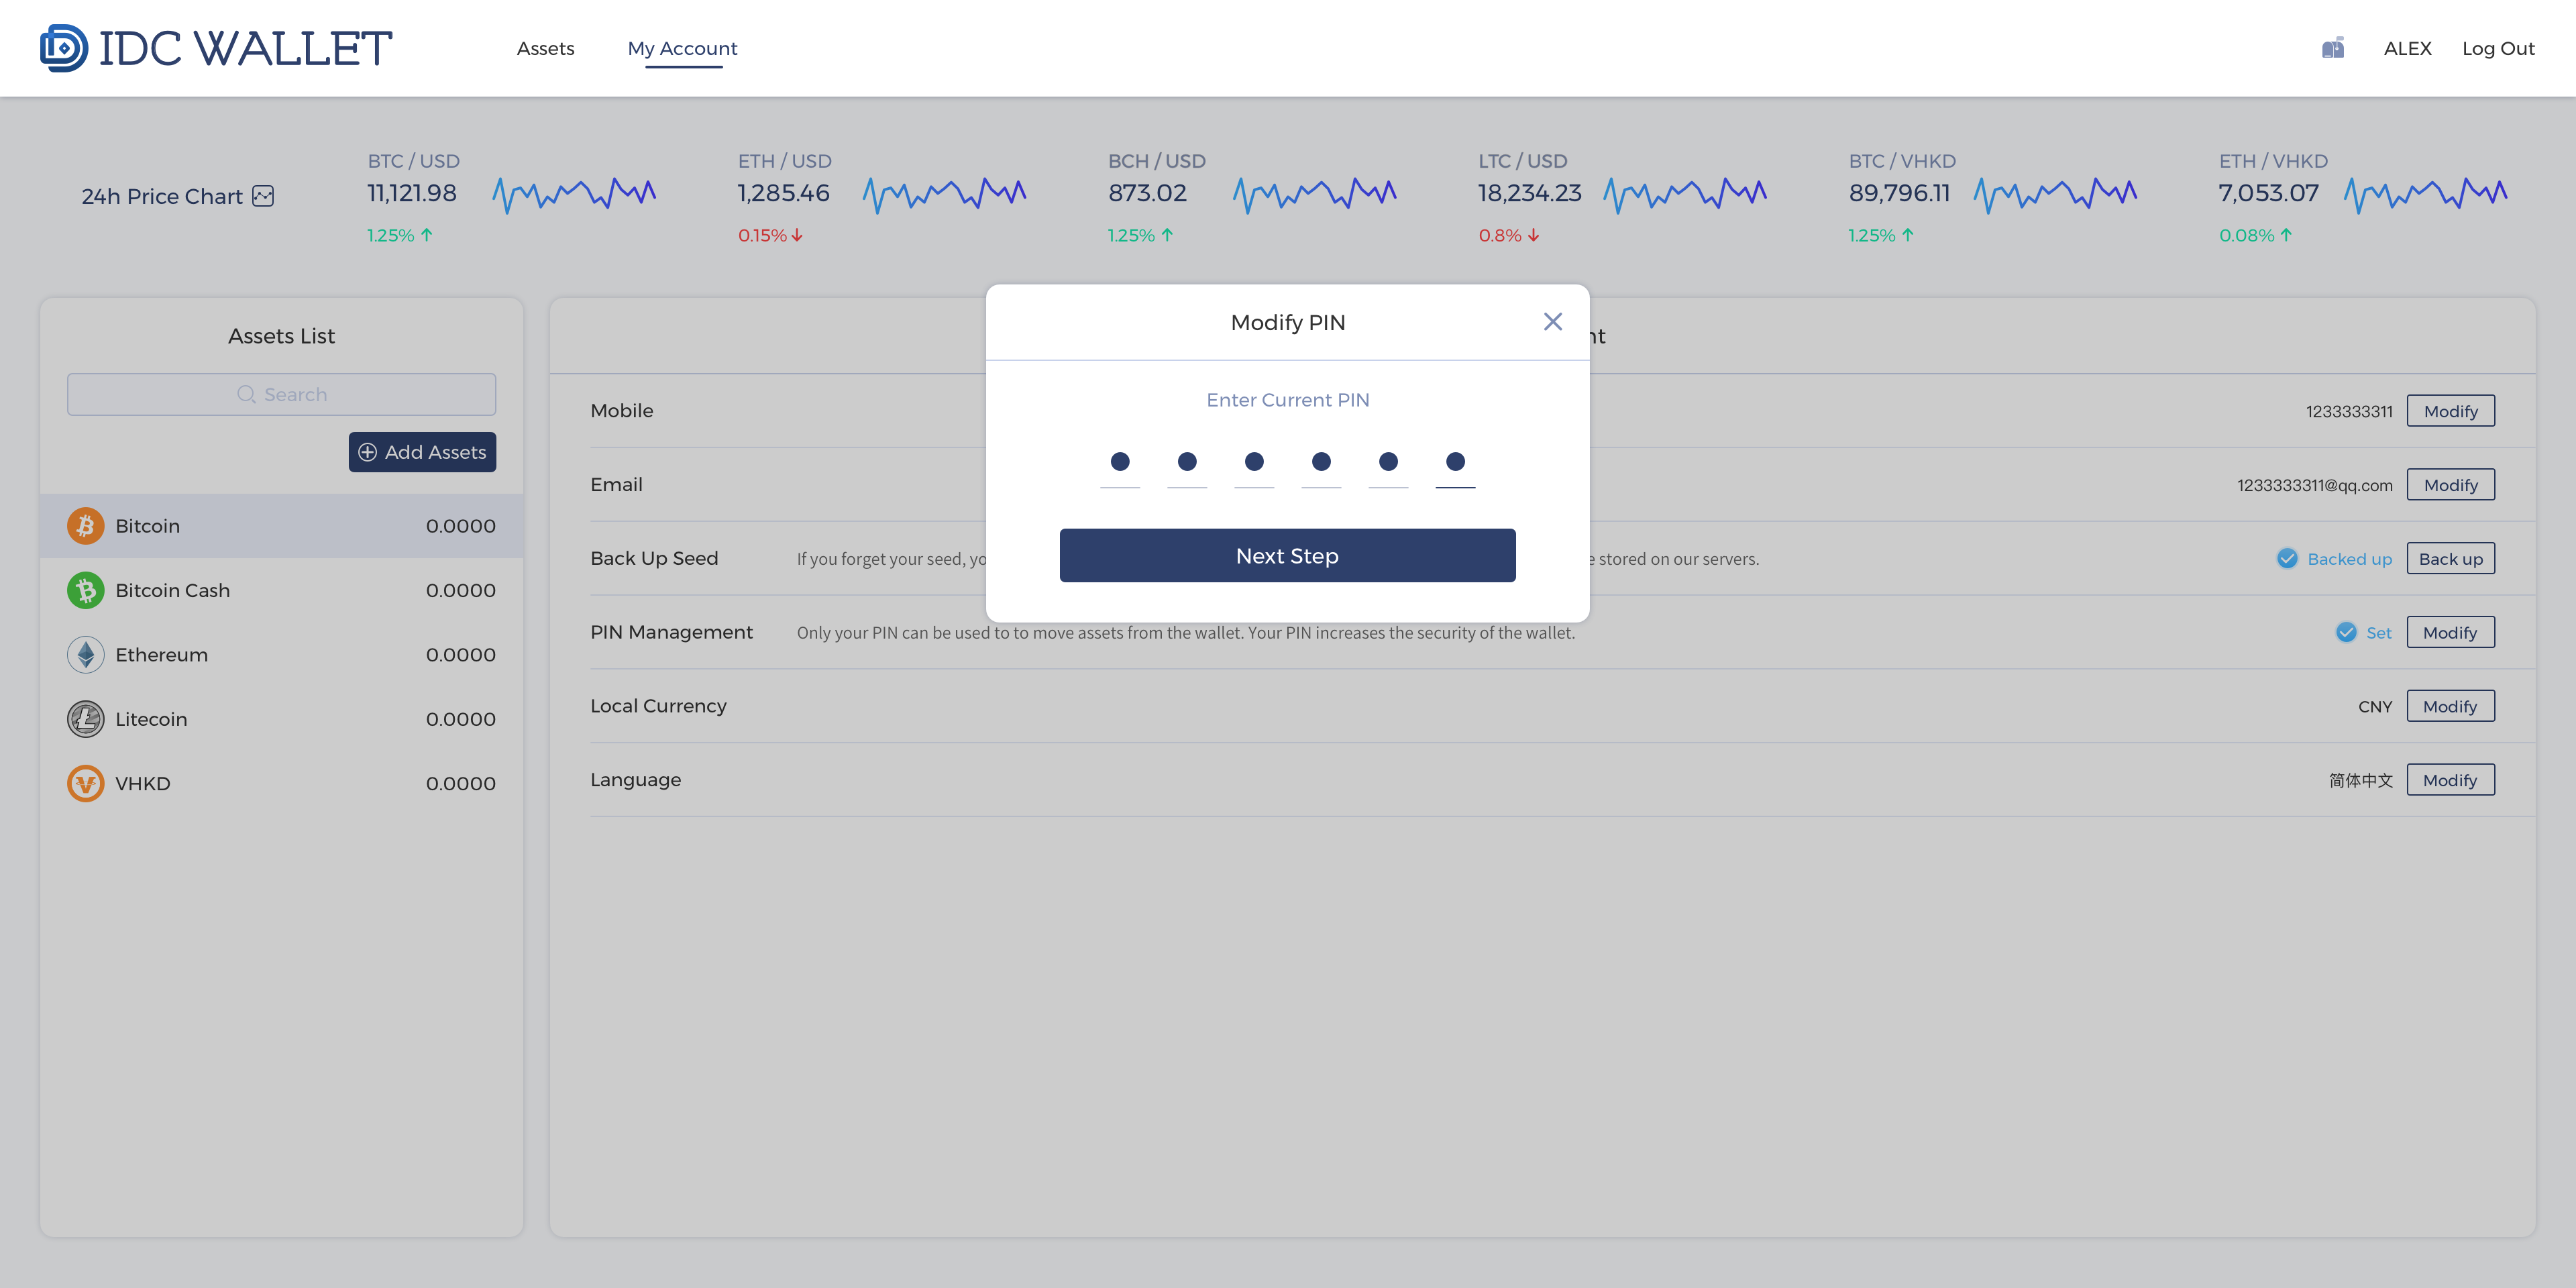 IDC WALLET
Assets
My Account
ALEX
Log Out
24h Price Chart
BTC / USD
11,121.98
1.25%
ETH / USD
1,285.46
0.15%
BCH / USD
873.02
1.25%
LTC / USD
18,234.23
0.8%
BTC / VHKD
89,796.11
1.25%
ETH / VHKD
7,053.07
0.08%
Assets List
Search
Add Assets
Bitcoin 0.0000
Bitcoin Cash 0.0000
Ethereum 0.0000
Litecoin 0.0000
VHKD 0.0000
Modify PIN
Enter Current PIN
Next Step
Mobile 1233333311 Modify
Email 1233333311@qq.com Modify
Back Up Seed If you forget your seed, stored on our servers. Backed up Back up
PIN Management Only your PIN can be used to to move assets from the wallet. Your PIN increases the security of the wallet. Set Modify
Local Currency CNY Modify
Language 简体中文 Modify